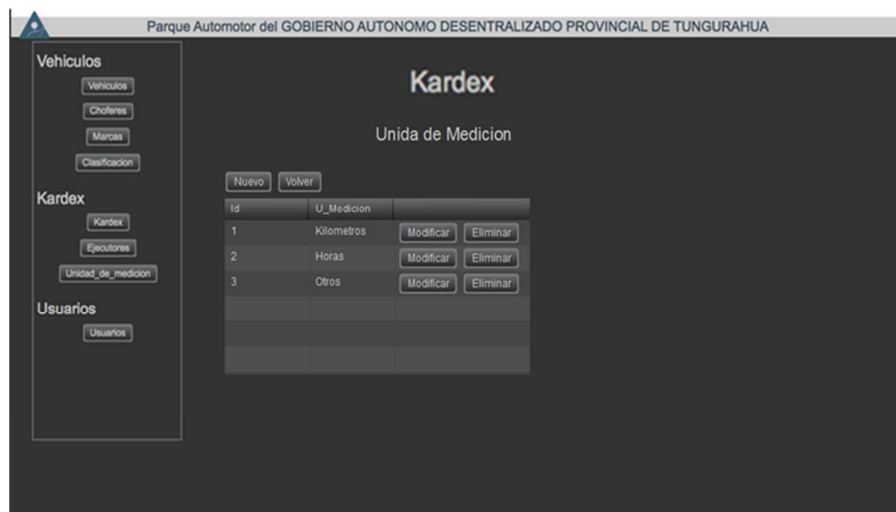 Parque Automotor del GOBIERNO AUTONOMO DESENTRALIZADO PROVINCIAL DE TUNGURAHUA
Vehiculos
Vehiculos
Choferes
Marcas
Clasificacion
Kardex
Kardex
Ejecutores
Unidad_de_medicion
Usuarios
Usuarios
Kardex
Unida de Medicion
Nuevo Volver
Id U_Medicion
1 Kilometros Modificar Eliminar
2 Horas Modificar Eliminar
3 Otros Modificar Eliminar